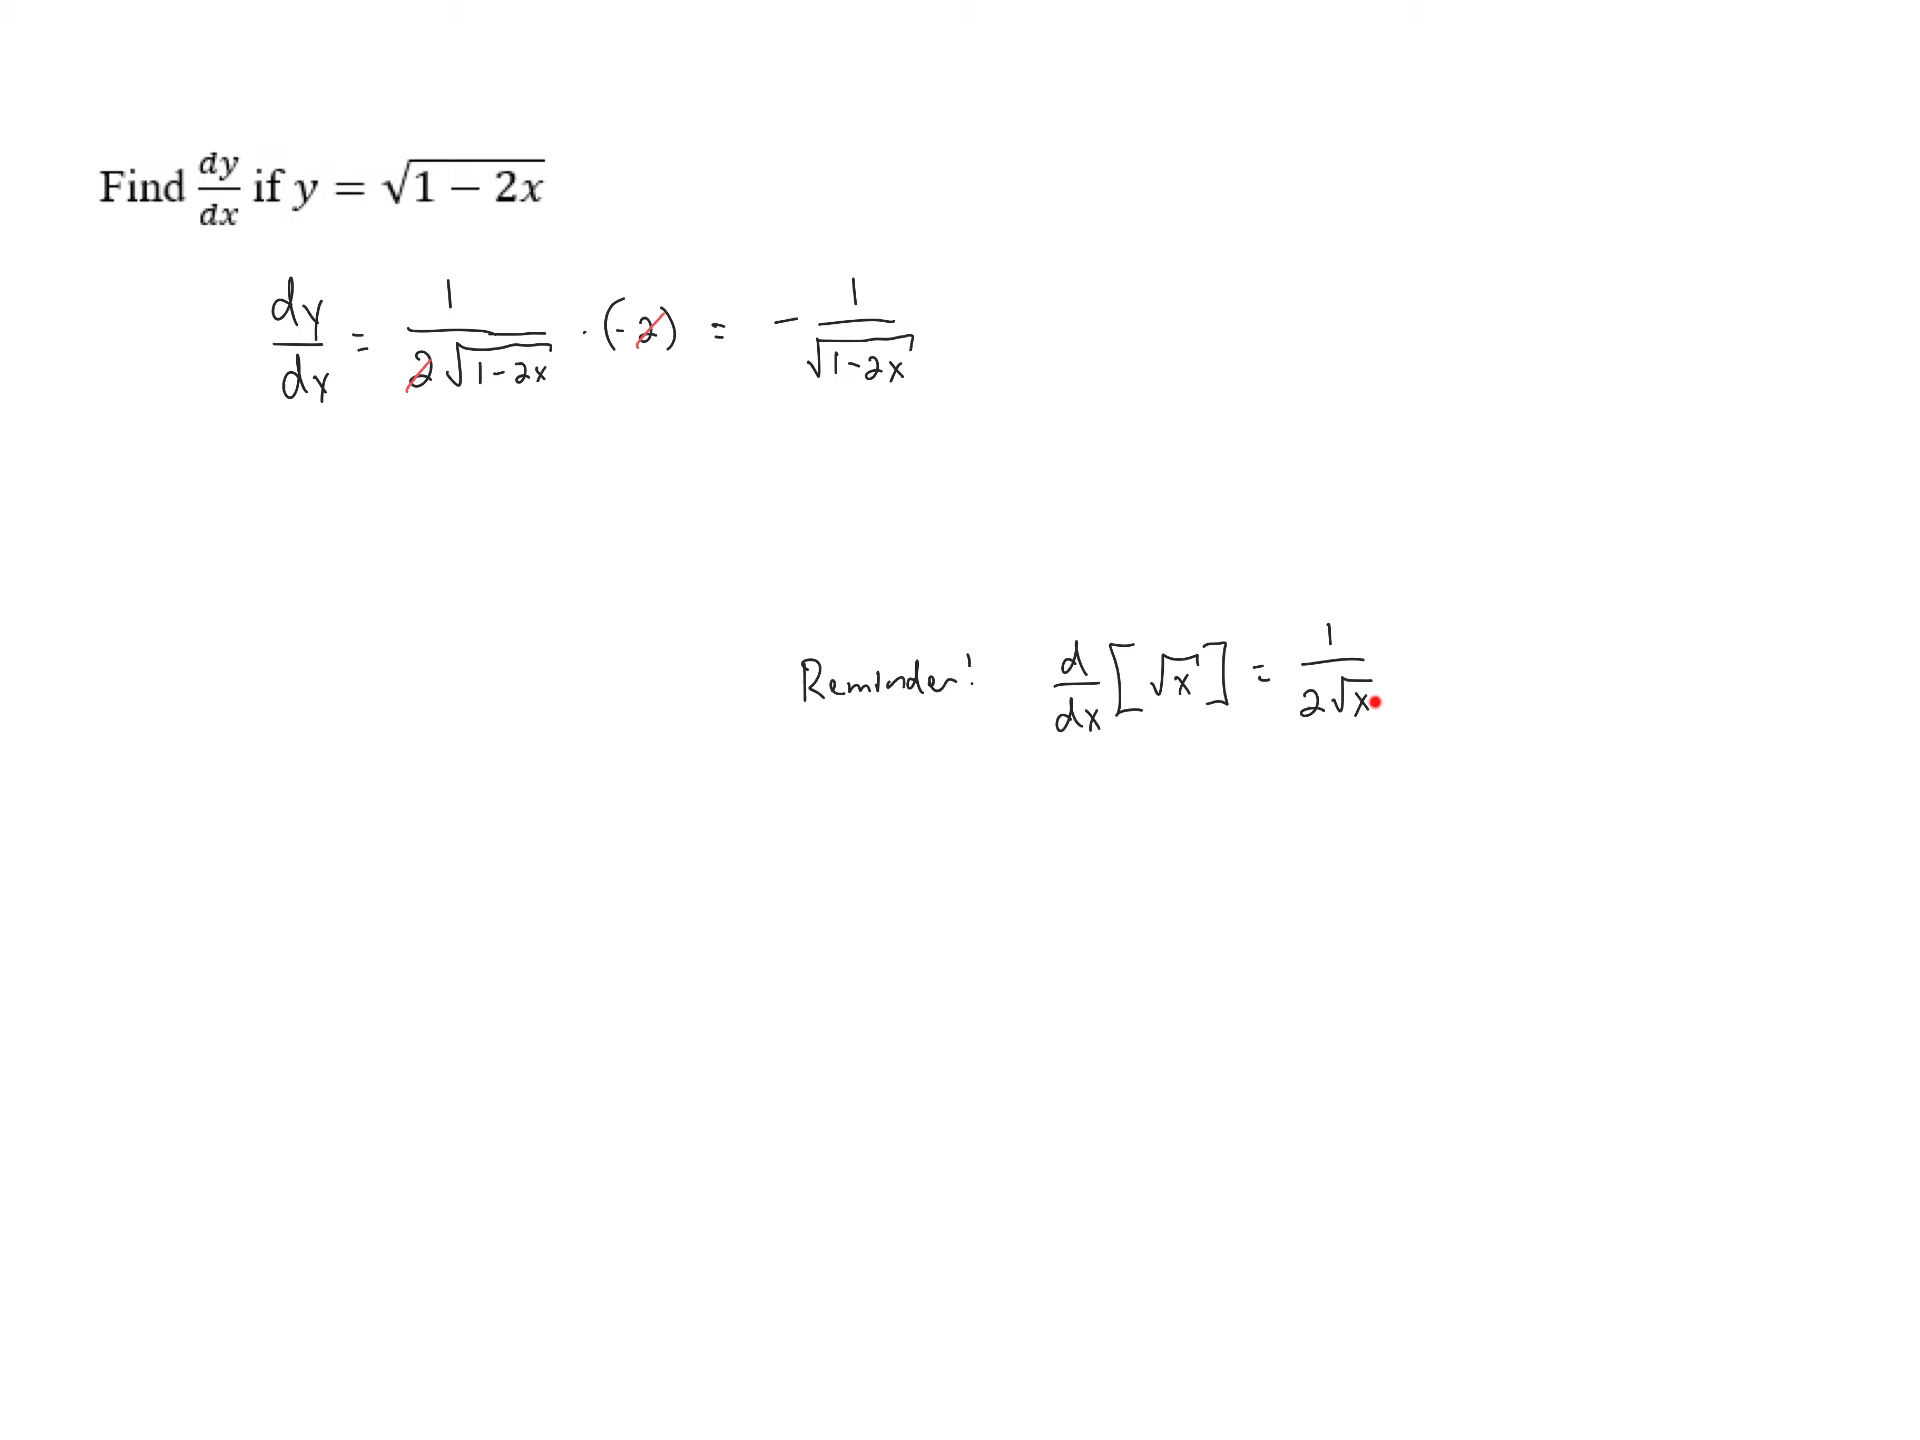 Find dy/dx if y = √(1 − 2x)
dy/dx = 1/(2√(1-2x)) · (-2) = - 1/√(1-2x)
Reminder! d/dx [√x] = 1/(2√x)